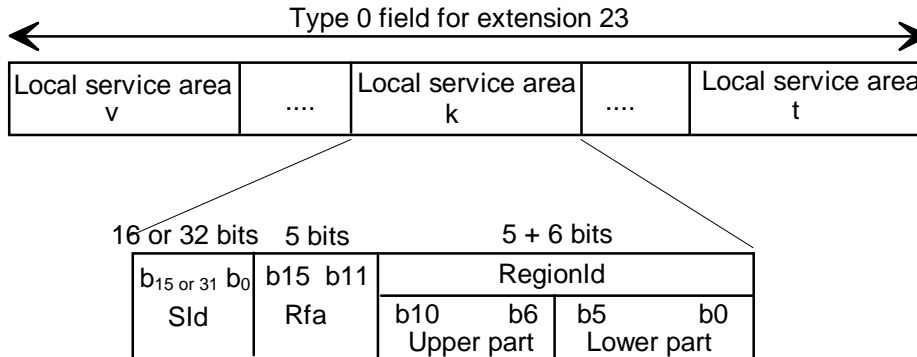 Type 0 field for extension 23
Local service area .... Local service area .... Local service area
v k t
16 or 32 bits 5 bits 5 + 6 bits
b15 or 31 b0 b15 b11 RegionId
SId Rfa b10 b6 b5 b0
Upper part Lower part